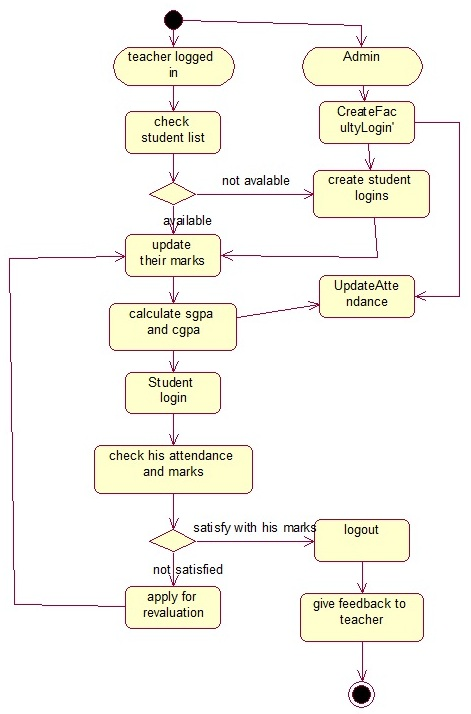 teacher logged
in
Admin
check
student list
CreateFac
ultyLogin'
not avalable
create student
logins
available
update
their marks
UpdateAtte
ndance
calculate sgpa
and cgpa
Student
login
check his attendance
and marks
satisfy with his marks
logout
not satisfied
apply for
revaluation
give feedback to
teacher